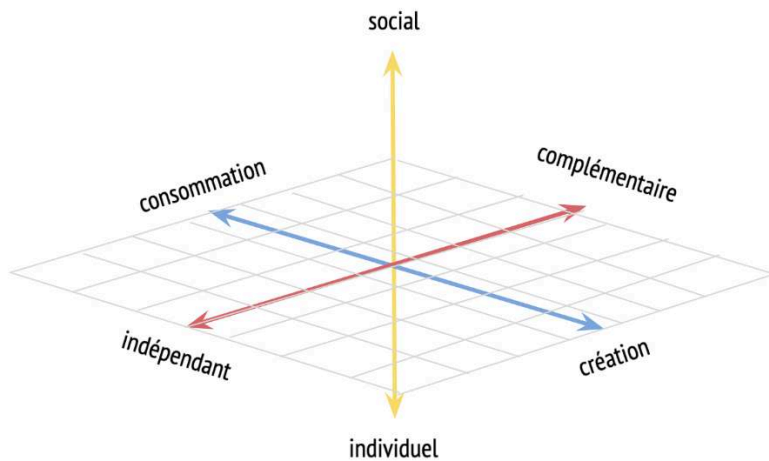 social
consommation
complémentaire
indépendant
création
individuel